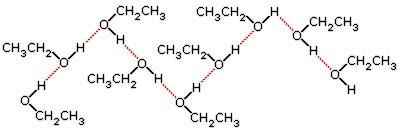 CH₂CH₃ CH₃CH₂ H
O O CH₂CH₃
H O
CH₃CH₂ H CH₃CH₂ H H
O O O CH₂CH₃
CH₃CH₂ H O
H H H
O O
CH₂CH₃ CH₂CH₃